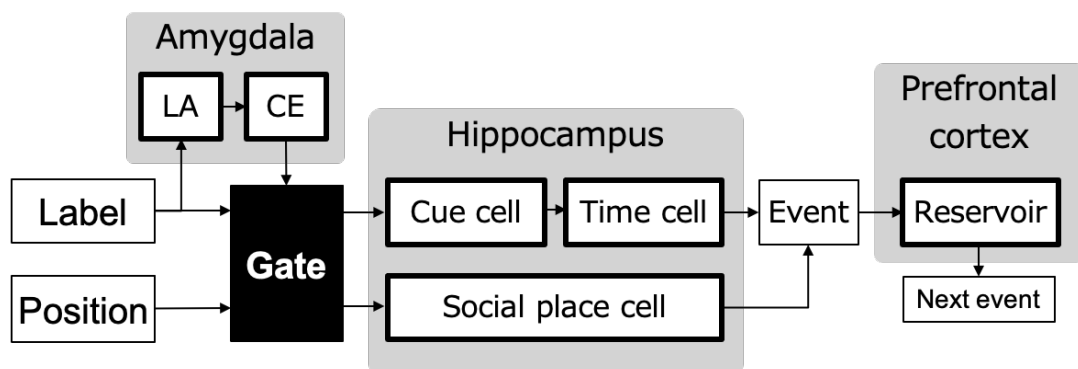 Amygdala
LA
CE
Hippocampus
Prefrontal
cortex
Label
Cue cell
Time cell
Event
Reservoir
Gate
Position
Social place cell
Next event